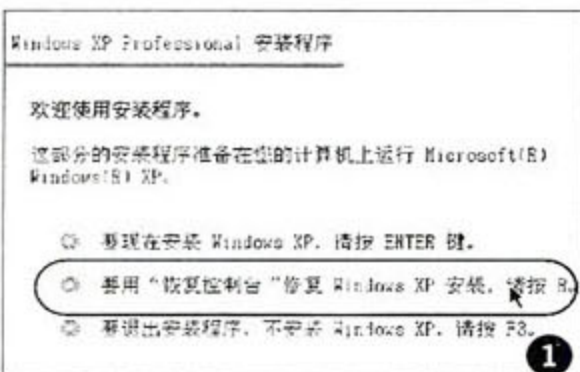 Windows XP Professional 安装程序
欢迎使用安装程序。
这部分的安装程序准备在您的计算机上运行 Microsoft(R)
Windows(R) XP。
要现在安装 Windows XP，请按 ENTER 键。
要用“恢复控制台”修复 Windows XP 安装，请按 R。
要退出安装程序，不安装 Windows XP，请按 F3。
1